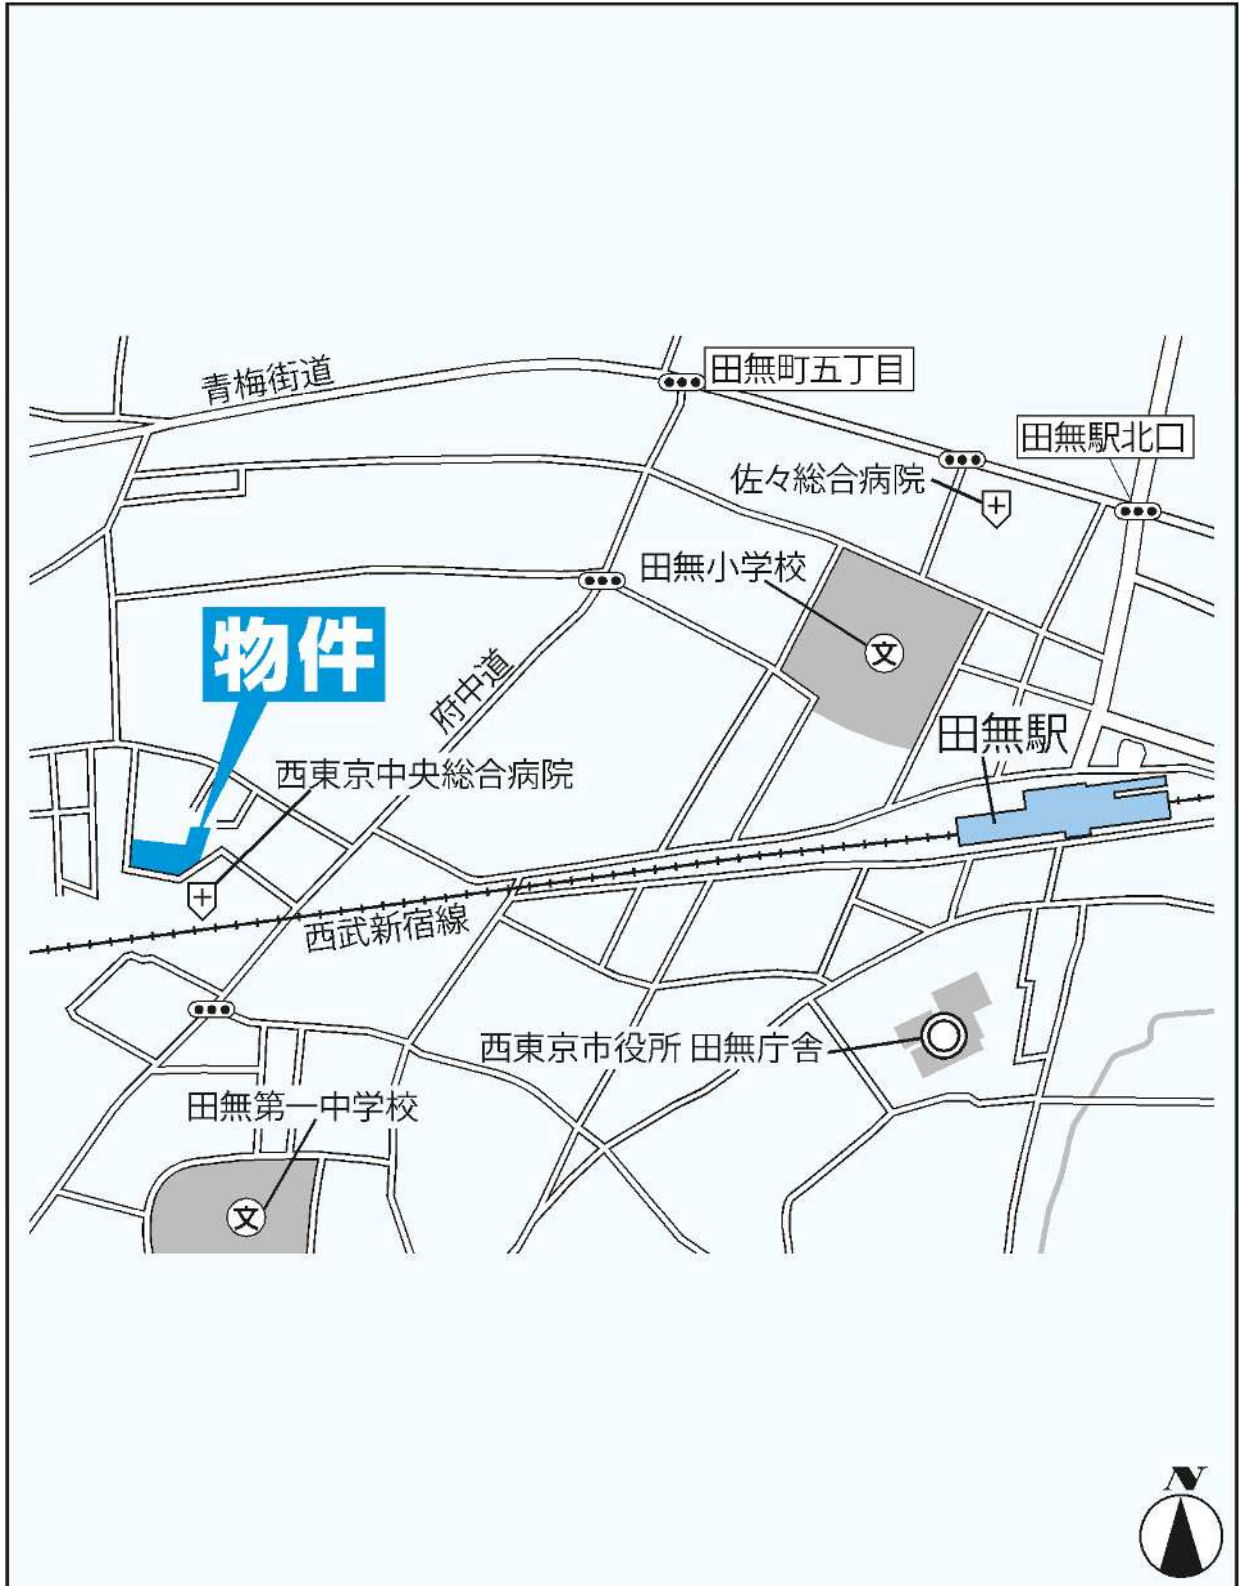 青梅街道
田無町五丁目
田無駅北口
佐々総合病院
田無小学校
文
物件
府中道
田無駅
西東京中央総合病院
西武新宿線
西東京市役所 田無庁舎
田無第一中学校
文
N